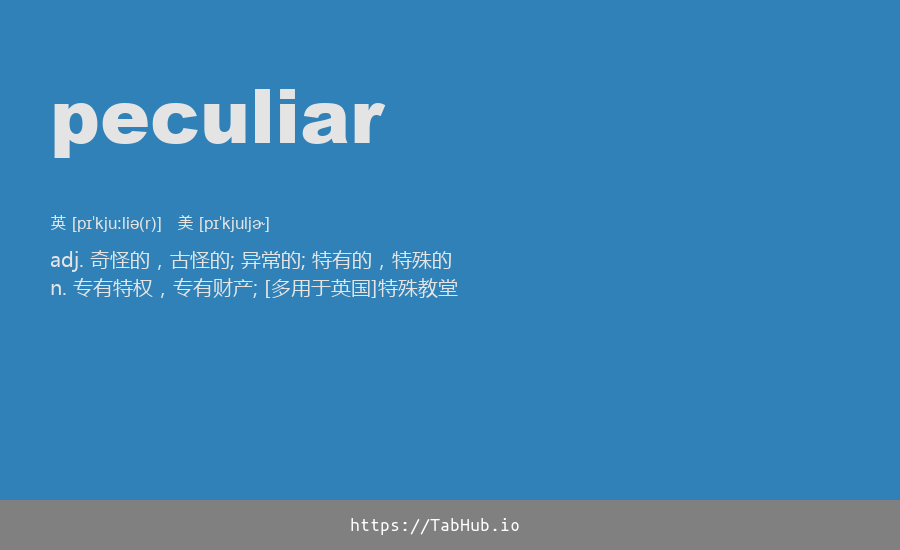 peculiar
英 [pɪˈkjuːliə(r)] 美 [pɪˈkjuljɚ]
adj. 奇怪的，古怪的; 异常的; 特有的，特殊的
n. 专有特权，专有财产; [多用于英国]特殊教堂
https://TabHub.io